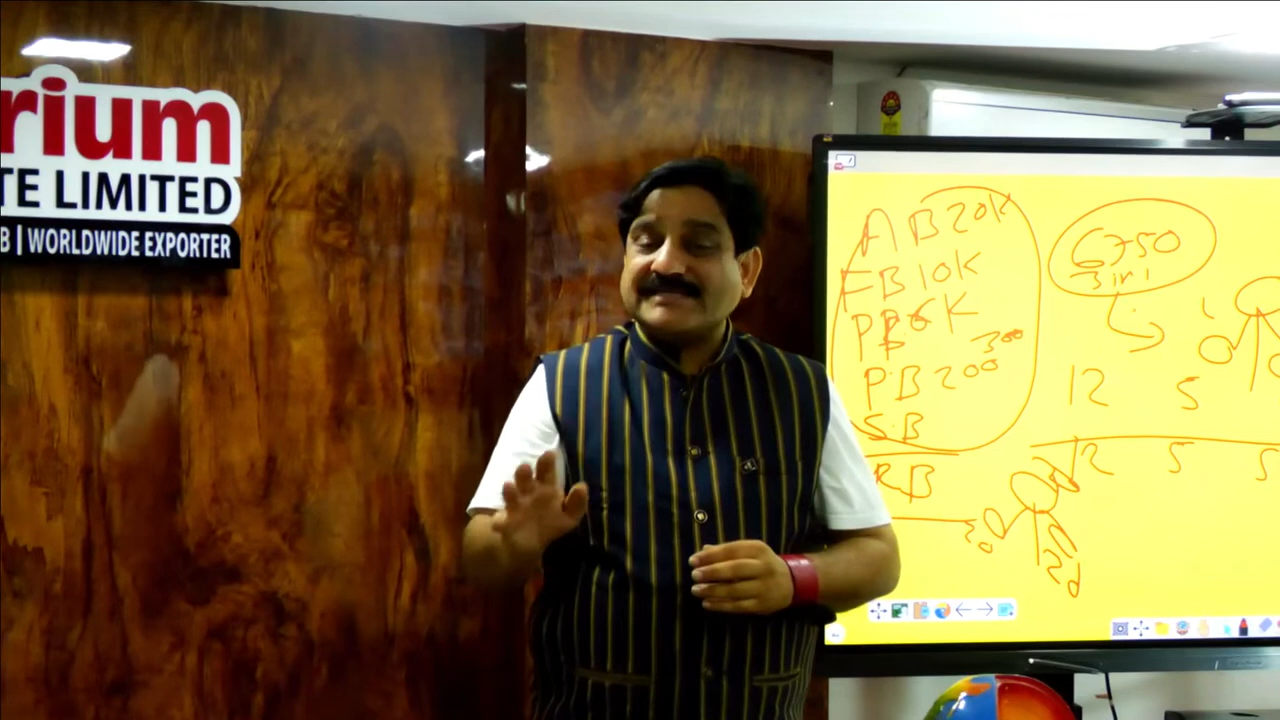 rium
TE LIMITED
B | WORLDWIDE EXPORTER
AB 20K
FB 10K
PB 6K
300
PB 200
SB
RB
6750
3 in 1
12 5
12 5 5